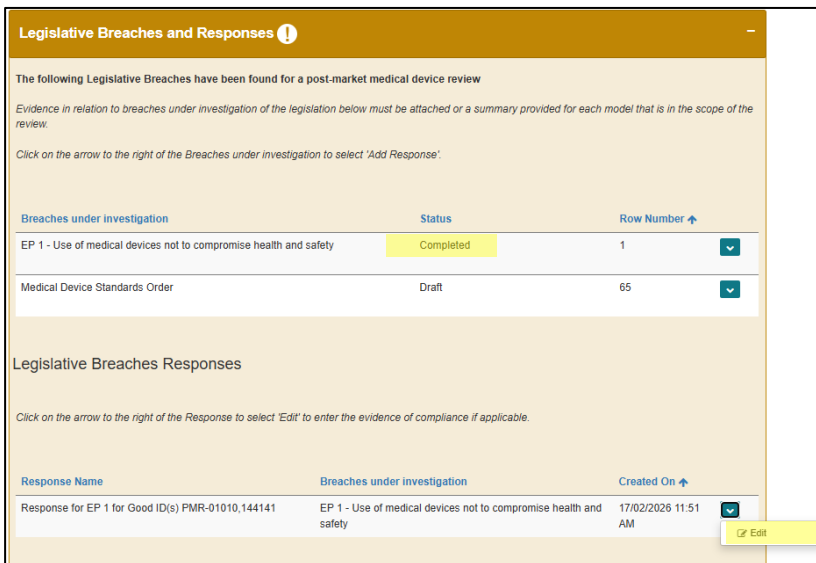 Legislative Breaches and Responses !
The following Legislative Breaches have been found for a post-market medical device review
Evidence in relation to breaches under investigation of the legislation below must be attached or a summary provided for each model that is in the scope of the
review.
Click on the arrow to the right of the Breaches under investigation to select 'Add Response'.
Breaches under investigation Status Row Number
EP 1 - Use of medical devices not to compromise health and safety Completed 1
Medical Device Standards Order Draft 65
Legislative Breaches Responses
Click on the arrow to the right of the Response to select 'Edit' to enter the evidence of compliance if applicable.
Response Name Breaches under investigation Created On
Response for EP 1 for Good ID(s) PMR-01010,144141 EP 1 - Use of medical devices not to compromise health and 17/02/2026 11:51
safety AM
Edit